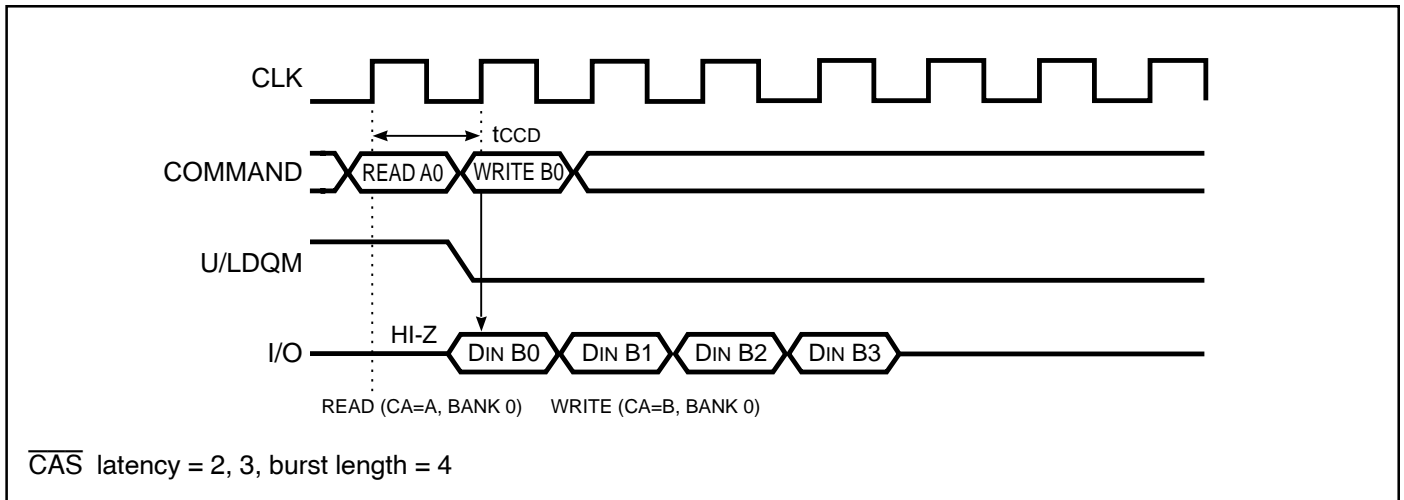 CLK
tCCD
COMMAND READ A0 WRITE B0
U/LDQM
HI-Z
I/O DIN B0 DIN B1 DIN B2 DIN B3
READ (CA=A, BANK 0) WRITE (CA=B, BANK 0)
CAS latency = 2, 3, burst length = 4